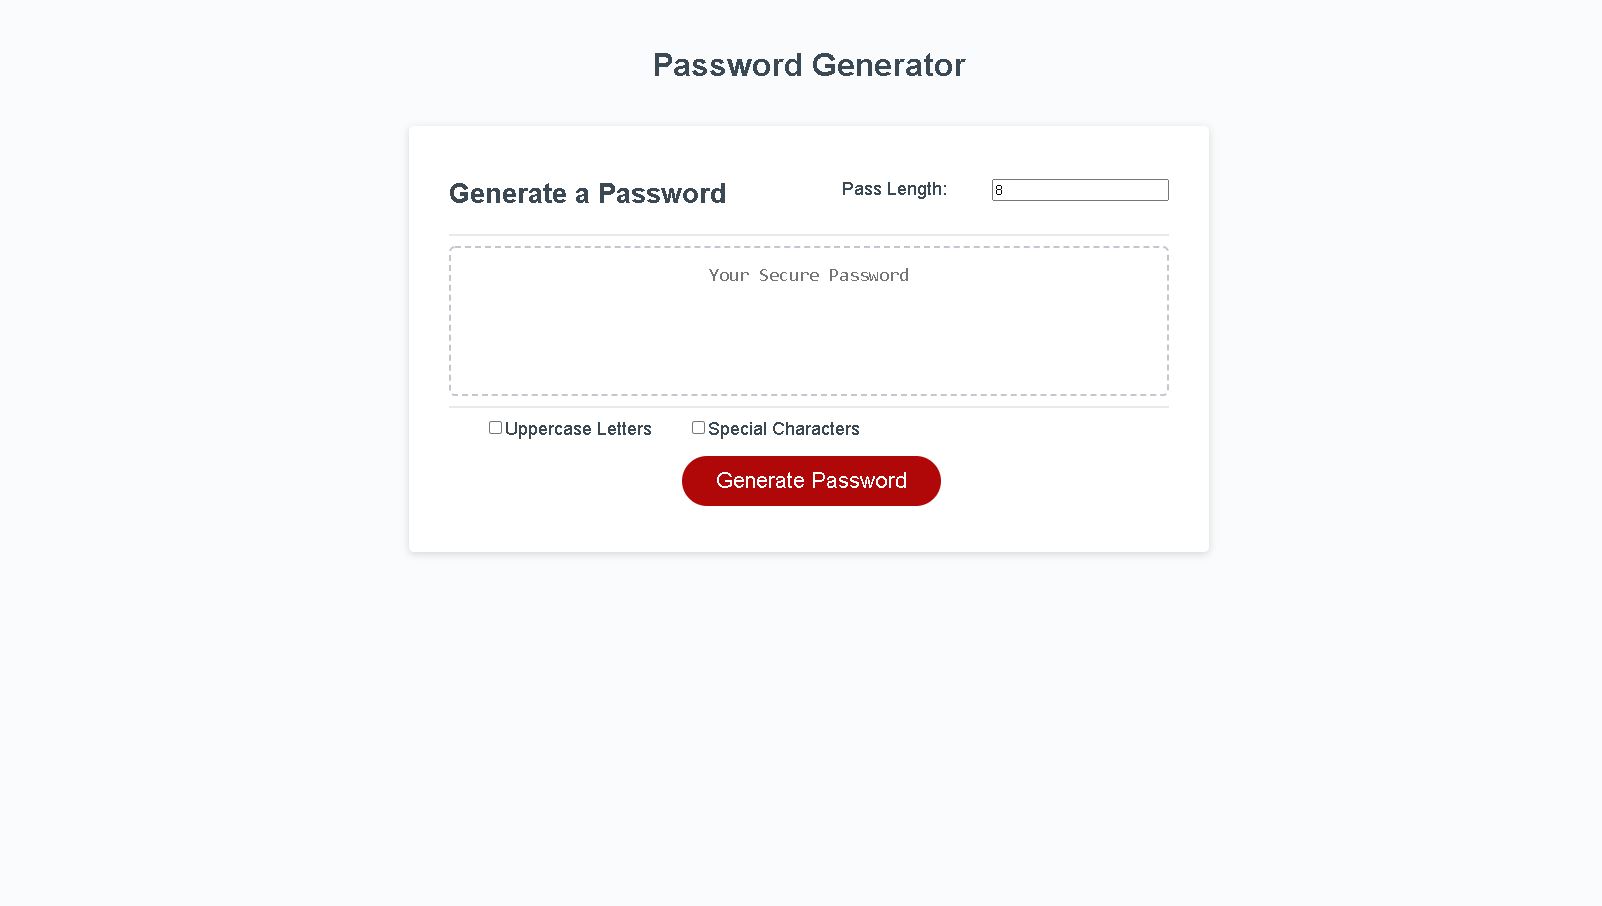 Password Generator
Generate a Password
Pass Length:
8
Your Secure Password
Uppercase Letters
Special Characters
Generate Password